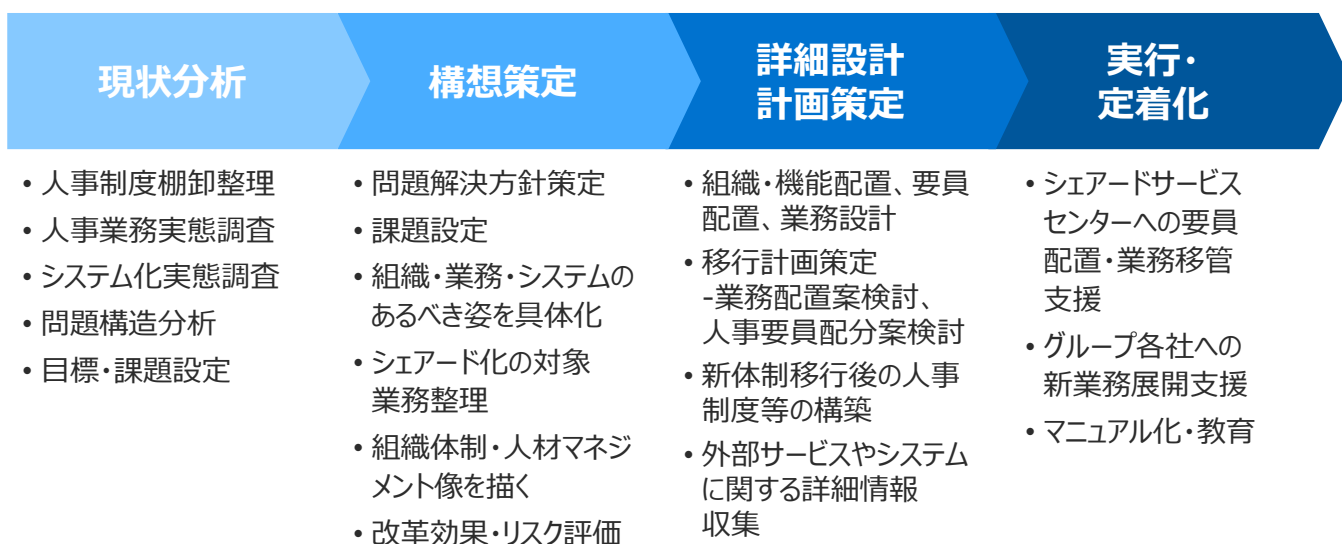 現状分析
• 人事制度棚卸整理
• 人事業務実態調査
• システム化実態調査
• 問題構造分析
• 目標・課題設定
構想策定
• 問題解決方針策定
• 課題設定
• 組織・業務・システムの
あるべき姿を具体化
• シェアード化の対象
業務整理
• 組織体制・人材マネジ
メント像を描く
• 改革効果・リスク評価
詳細設計
計画策定
• 組織・機能配置、要員
配置、業務設計
• 移行計画策定
-業務配置案検討、
人事要員配分案検討
• 新体制移行後の人事
制度等の構築
• 外部サービスやシステム
に関する詳細情報
収集
実行・
定着化
• シェアードサービス
センターへの要員
配置・業務移管
支援
• グループ各社への
新業務展開支援
• マニュアル化・教育